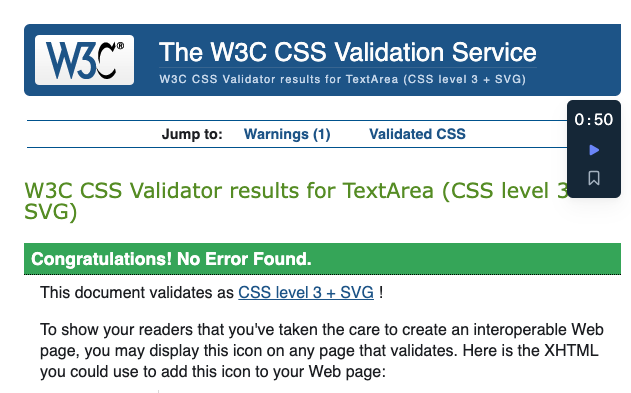 W3C®
The W3C CSS Validation Service
W3C CSS Validator results for TextArea (CSS level 3 + SVG)
0:50
Jump to: Warnings (1) Validated CSS
W3C CSS Validator results for TextArea (CSS level 3
SVG)
Congratulations! No Error Found.
This document validates as CSS level 3 + SVG !
To show your readers that you've taken the care to create an interoperable Web
page, you may display this icon on any page that validates. Here is the XHTML
you could use to add this icon to your Web page: